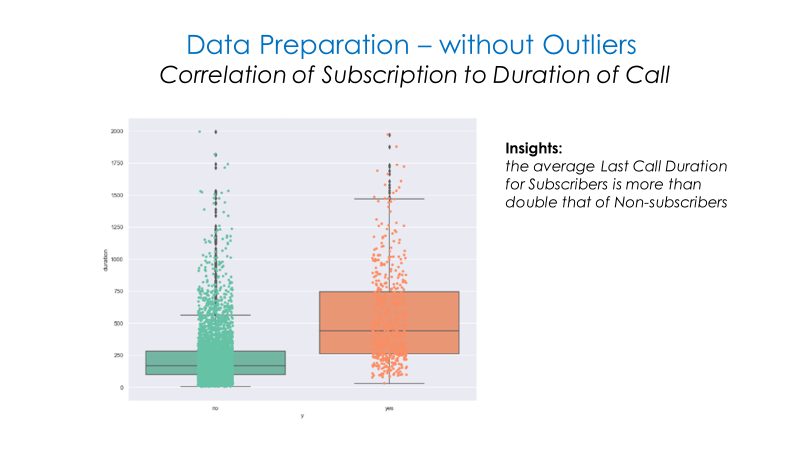 Data Preparation – without Outliers
Correlation of Subscription to Duration of Call
Insights:
the average Last Call Duration
for Subscribers is more than
double that of Non-subscribers
2000
1750
1500
1250
1000
750
500
250
0
duration
no
yes
y